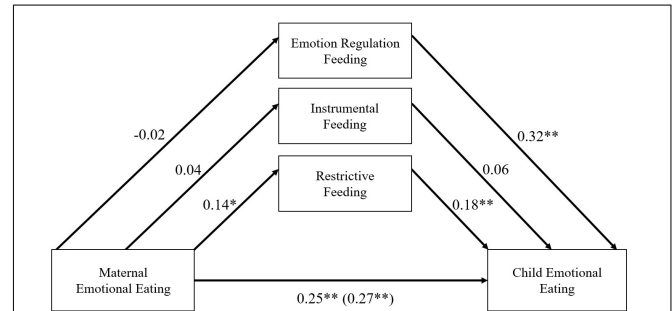 Emotion Regulation
Feeding
Instrumental
Feeding
-0.02
0.32**
0.04
0.06
Restrictive
Feeding
0.14*
0.18**
Maternal
Emotional Eating
Child Emotional
Eating
0.25** (0.27**)